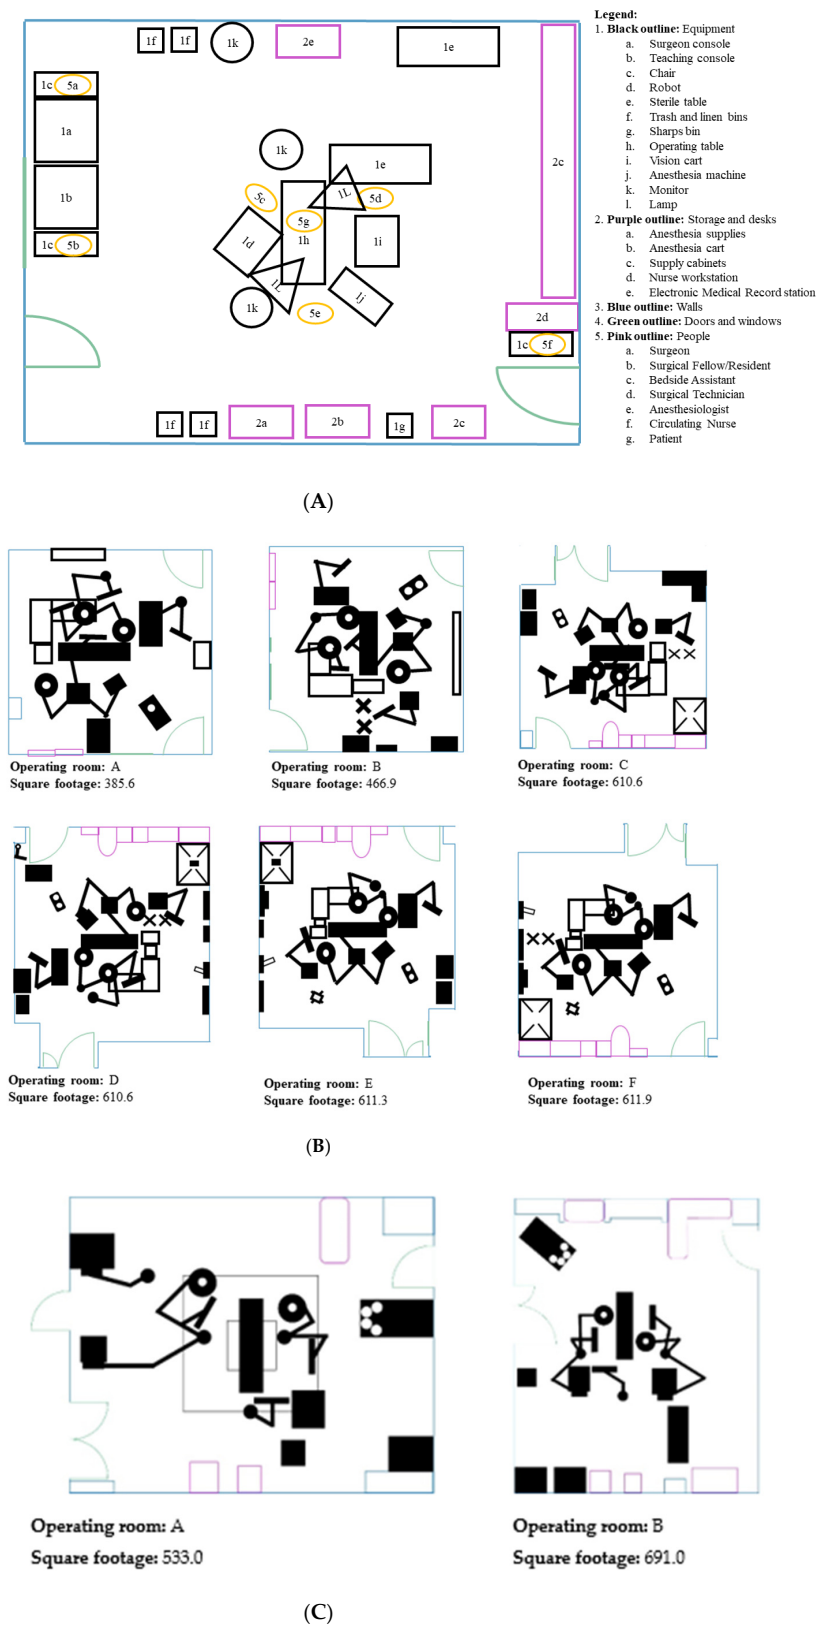 Legend:
1. Black outline: Equipment
a. Surgeon console
b. Teaching console
c. Chair
d. Robot
e. Sterile table
f. Trash and linen bins
g. Sharps bin
h. Operating table
i. Vision cart
j. Anesthesia machine
k. Monitor
l. Lamp
2. Purple outline: Storage and desks
a. Anesthesia supplies
b. Anesthesia cart
c. Supply cabinets
d. Nurse workstation
e. Electronic Medical Record station
3. Blue outline: Walls
4. Green outline: Doors and windows
5. Pink outline: People
a. Surgeon
b. Surgical Fellow/Resident
c. Bedside Assistant
d. Surgical Technician
e. Anesthesiologist
f. Circulating Nurse
g. Patient
1f 1f 1k 2e 1e
1c 5a
1a
1k
1e
2c
1b
5c
1L
5d
5g
1c 5b
1d
1h
1i
1L
1j
1k
5e
2d
1c 5f
1f 1f 2a 2b 1g 2c
(A)
Operating room: A
Square footage: 385.6
Operating room: B
Square footage: 466.9
Operating room: C
Square footage: 610.6
Operating room: D
Square footage: 610.6
Operating room: E
Square footage: 611.3
Operating room: F
Square footage: 611.9
(B)
Operating room: A
Square footage: 533.0
Operating room: B
Square footage: 691.0
(C)